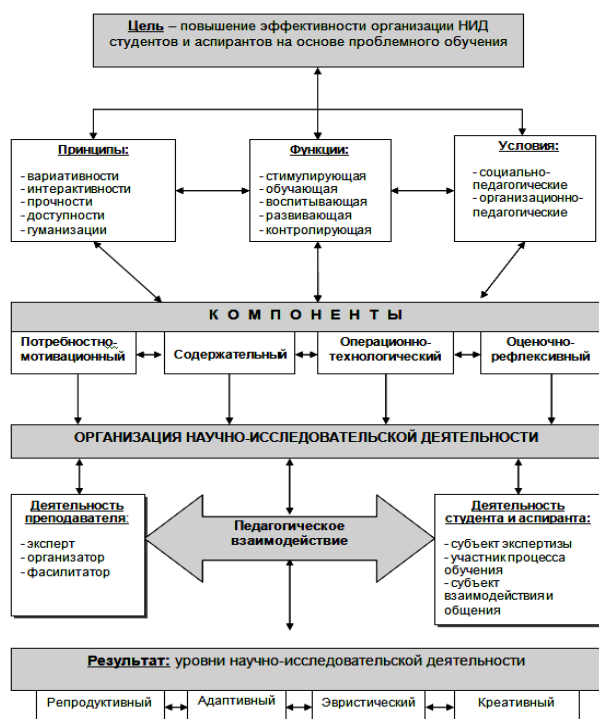 Цель – повышение эффективности организации НИД
студентов и аспирантов на основе проблемного обучения
Принципы:
- вариативности
- интерактивности
- прочности
- доступности
- гуманизации
Функции:
- стимулирующая
- обучающая
- воспитывающая
- развивающая
- контролирующая
Условия:
- социально-
педагогические
- организационно-
педагогические
К О М П О Н Е Н Т Ы
Потребностно-
мотивационный
Содержательный
Операционно-
технологический
Оценочно-
рефлексивный
ОРГАНИЗАЦИЯ НАУЧНО-ИССЛЕДОВАТЕЛЬСКОЙ ДЕЯТЕЛЬНОСТИ
Деятельность
преподавателя:
- эксперт
- организатор
- фасилитатор
Педагогическое
взаимодействие
Деятельность
студента и аспиранта:
- субъект экспертизы
- участник процесса
обучения
- субъект
взаимодействия и
общения
Результат: уровни научно-исследовательской деятельности
Репродуктивный
Адаптивный
Эвристический
Креативный